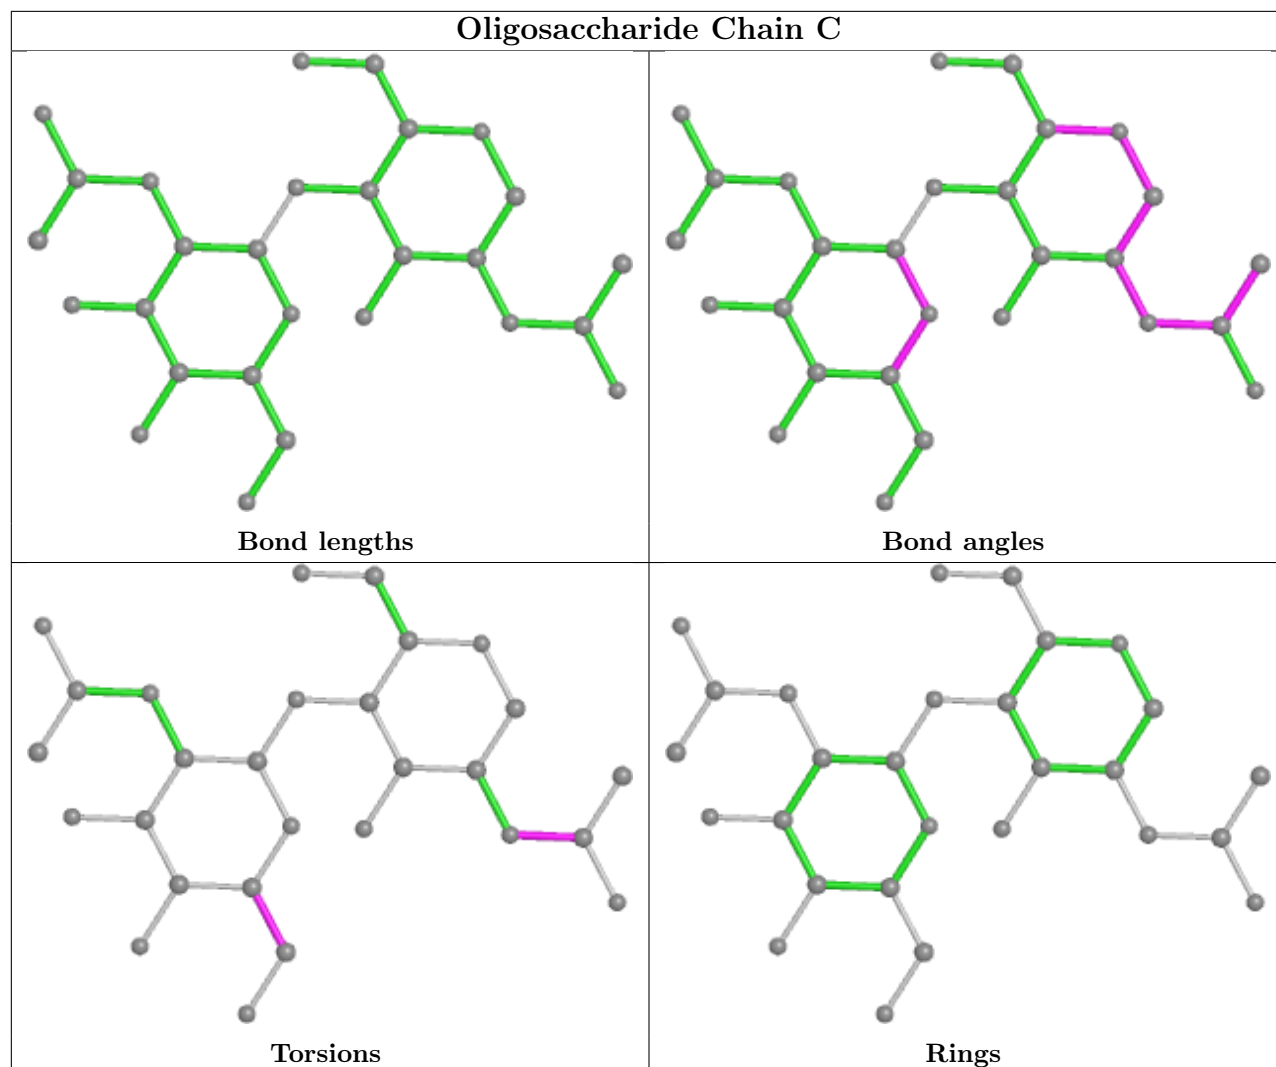 Oligosaccharide Chain C
Bond lengths
Bond angles
Torsions
Rings